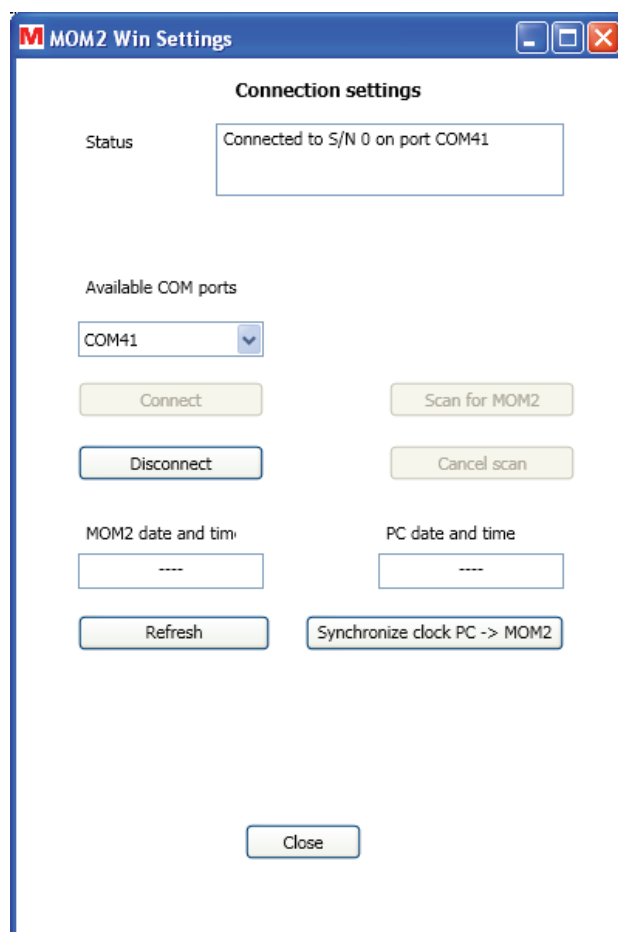 M MOM2 Win Settings
Connection settings
Status
Connected to S/N 0 on port COM41
Available COM ports
COM41
Connect
Scan for MOM2
Disconnect
Cancel scan
MOM2 date and tim
PC date and time
----
----
Refresh
Synchronize clock PC -> MOM2
Close